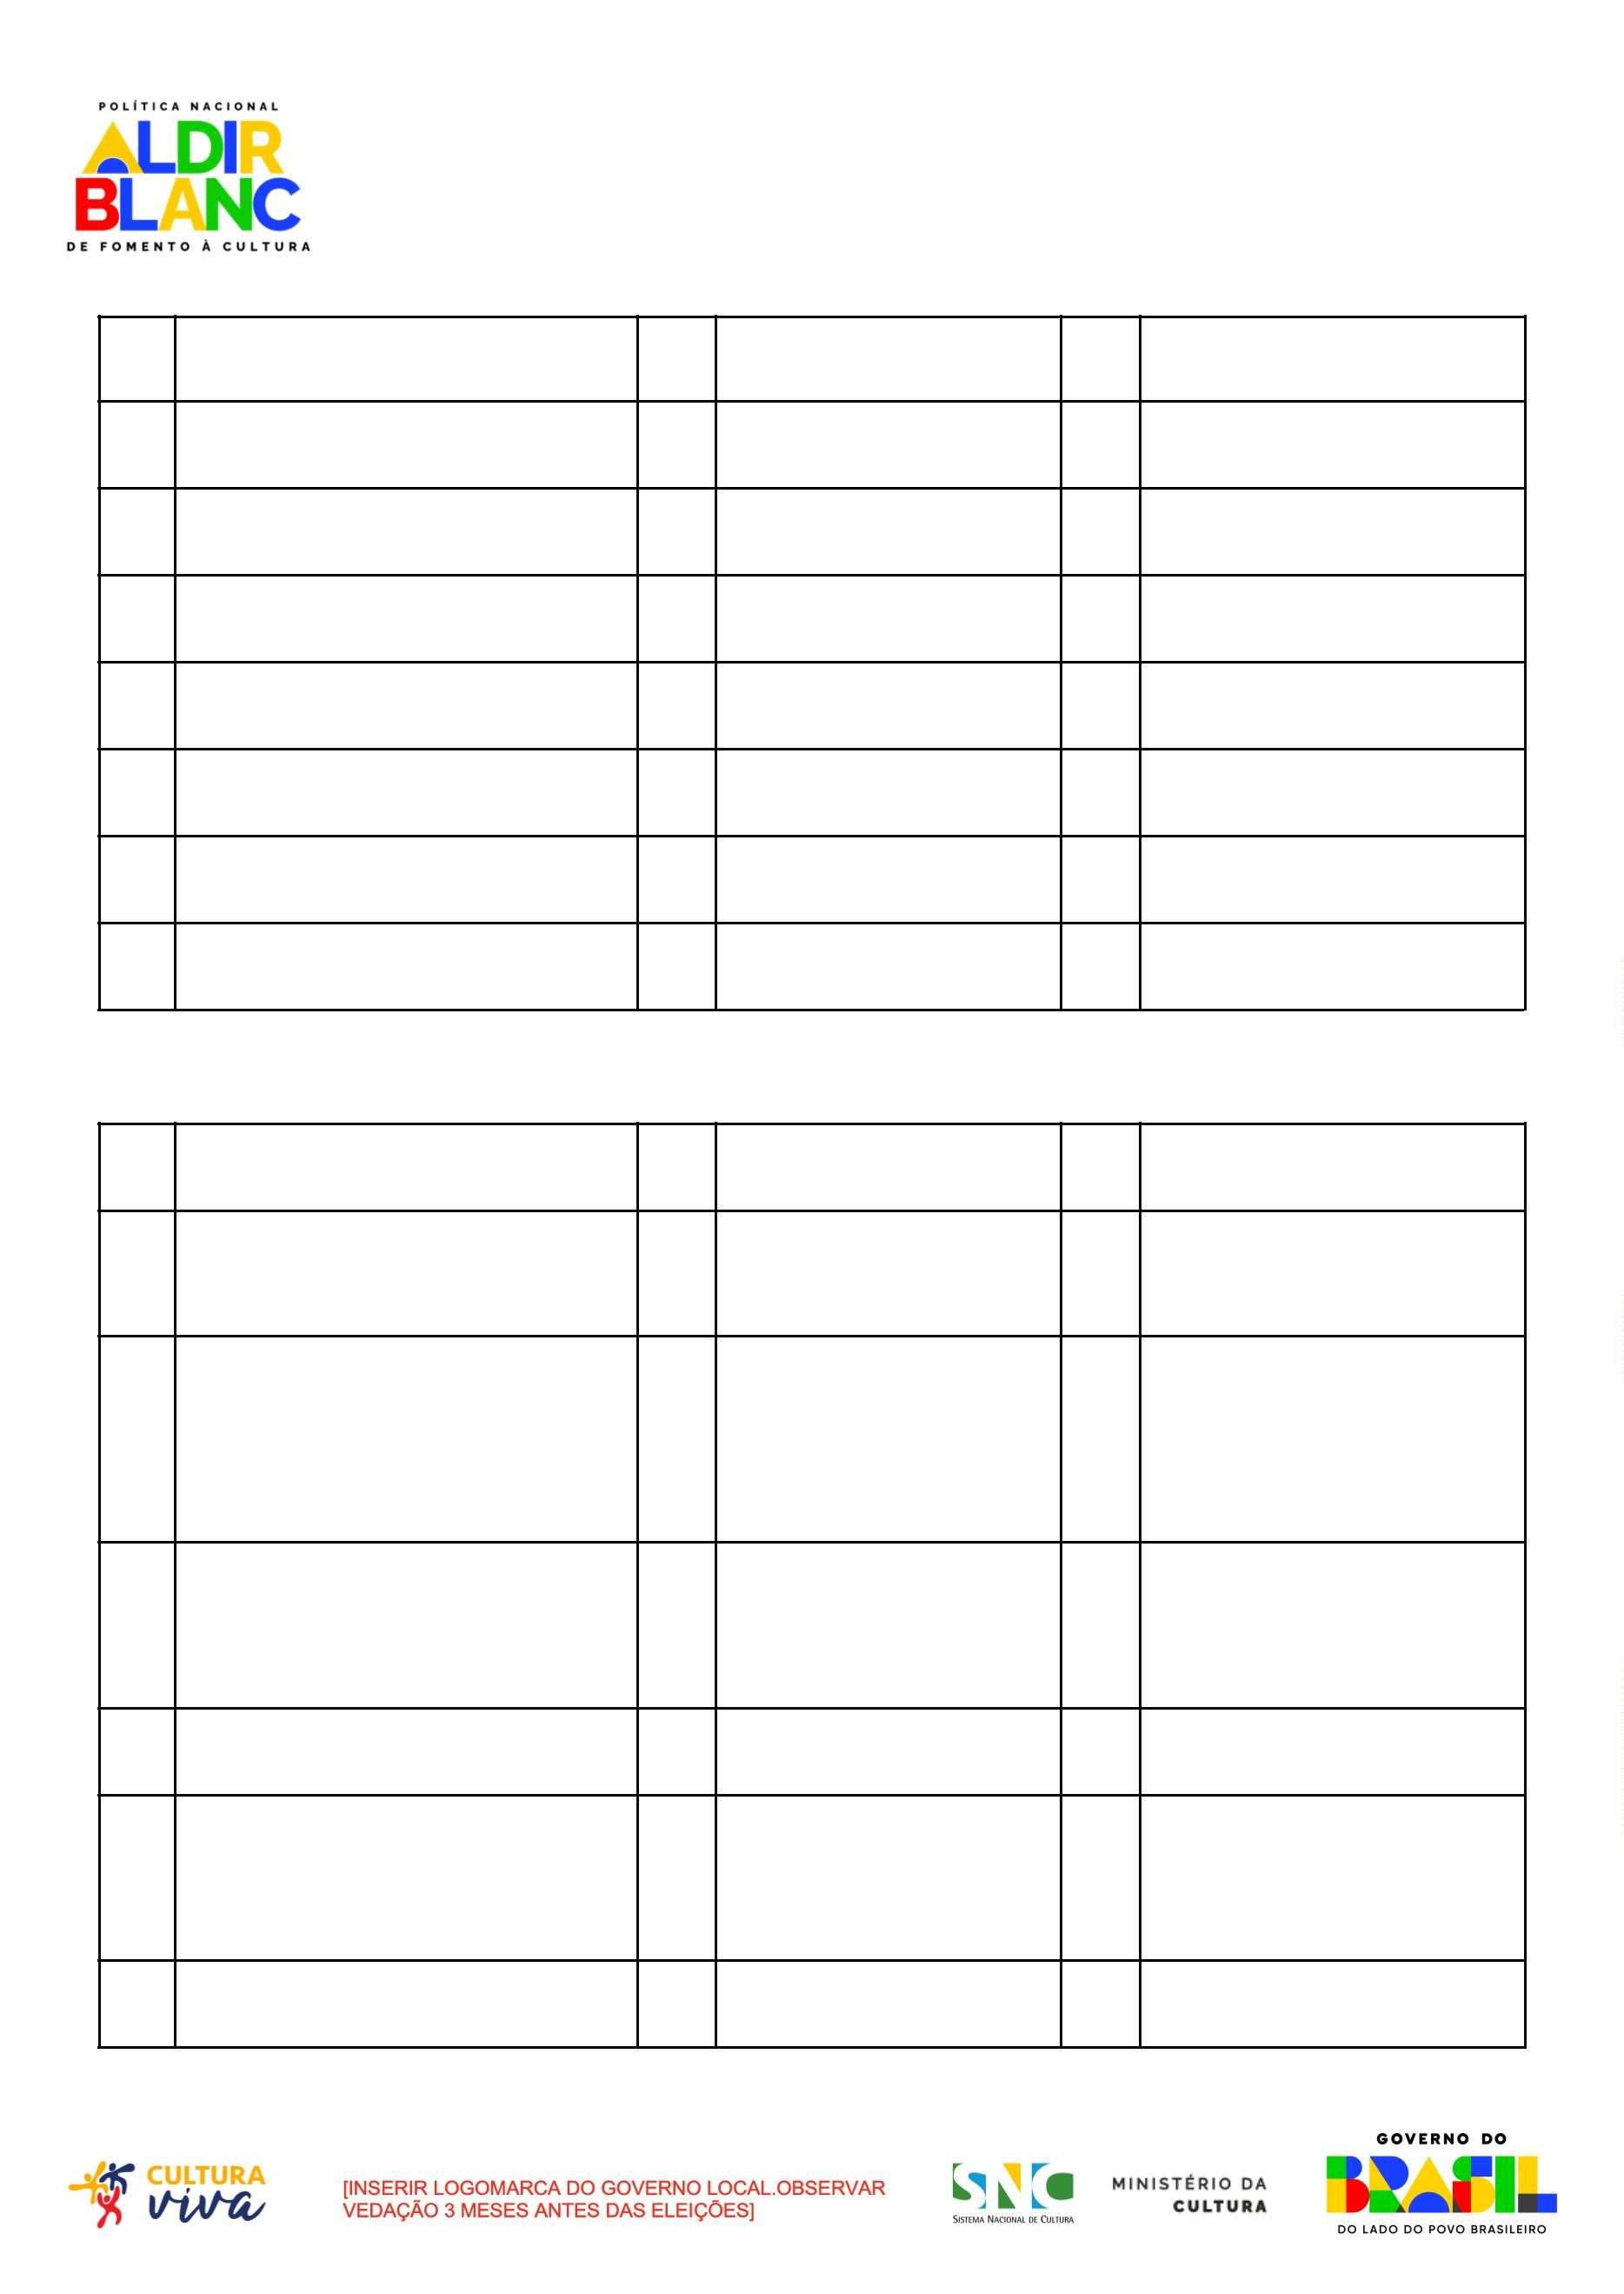 POLÍTICA NACIONAL
ALDIR
BLANC
DE FOMENTO À CULTURA
CULTURA
viva
[INSERIR LOGOMARCA DO GOVERNO LOCAL.OBSERVAR
VEDAÇÃO 3 MESES ANTES DAS ELEIÇÕES]
SNC
SISTEMA NACIONAL DE CULTURA
MINISTÉRIO DA
CULTURA
GOVERNO DO
BRASIL
DO LADO DO POVO BRASILEIRO